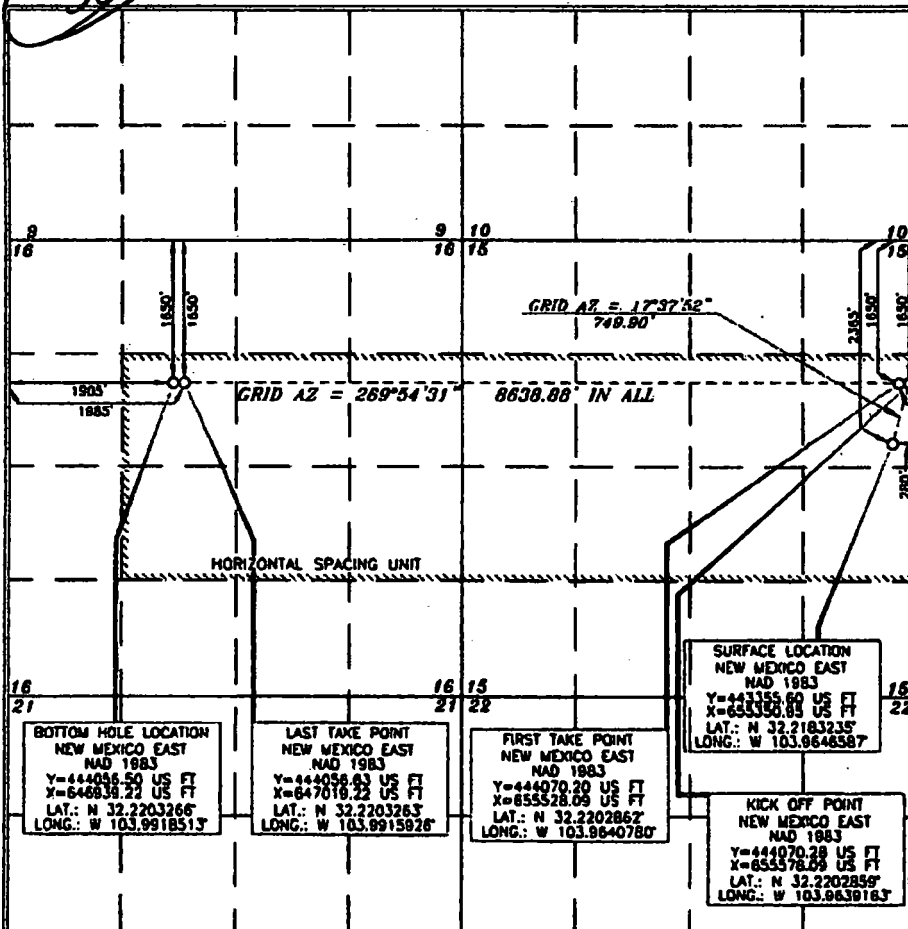 9
16
9 10
16 15
10
15
1650'
1650'
GRID AZ = 17°37'52"
749.90'
2365'
1650'
1650'
1905'
1985'
GRID AZ = 269°54'31" 8638.88' IN ALL
280'
HORIZONTAL SPACING UNIT
16
21
16 15
21 22
22
SURFACE LOCATION
NEW MEXICO EAST
NAD 1983
Y=443355.60 US FT
LAT.: N 32.2183235°
LONG.: W 103.9646587°
BOTTOM HOLE LOCATION
NEW MEXICO EAST
NAD 1983
Y=444056.50 US FT
X=646939.22 US FT
LAT.: N 32.2203266°
LONG.: W 103.9918513°
LAST TAKE POINT
NEW MEXICO EAST
NAD 1983
Y=444056.63 US FT
X=647019.22 US FT
LAT.: N 32.2203263°
LONG.: W 103.9915926°
FIRST TAKE POINT
NEW MEXICO EAST
NAD 1983
Y=444070.20 US FT
X=655528.09 US FT
LAT.: N 32.2202862°
LONG.: W 103.9640780°
KICK OFF POINT
NEW MEXICO EAST
NAD 1983
Y=444070.28 US FT
X=655578.09 US FT
LAT.: N 32.2202859°
LONG.: W 103.9639163°